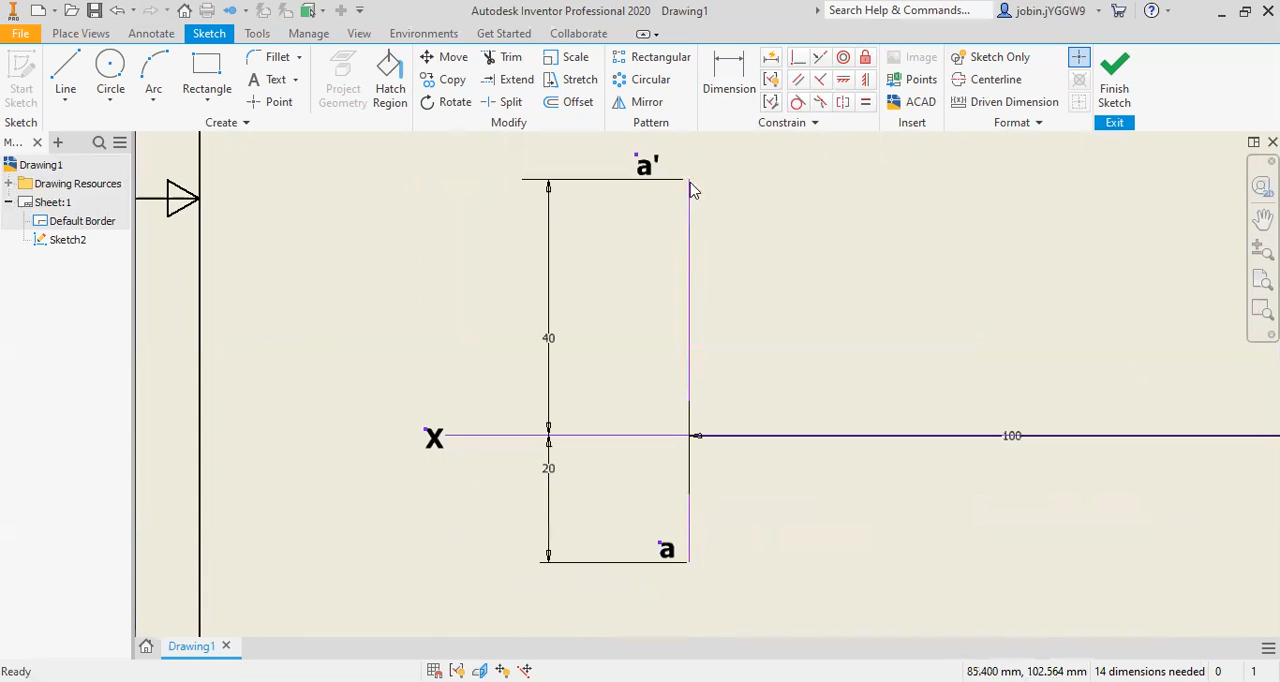 Autodesk Inventor Professional 2020 Drawing1
Search Help & Commands...
jobin.jYGGW9
PRO
File Place Views Annotate Sketch Tools Manage View Environments Get Started Collaborate
Start Sketch
Line
Circle
Arc
Rectangle
Fillet
Text
Point
Project Geometry
Hatch Region
Move
Copy
Rotate
Trim
Extend
Split
Scale
Stretch
Offset
Rectangular
Circular
Mirror
Dimension
Image
Points
ACAD
Sketch Only
Centerline
Driven Dimension
Finish Sketch
Sketch Create Modify Pattern Constrain Insert Format Exit
M...
Drawing1
Drawing Resources
Sheet:1
Default Border
Sketch2
a'
40
X
100
20
a
Drawing1
Ready
85.400 mm, 102.564 mm 14 dimensions needed 0 1